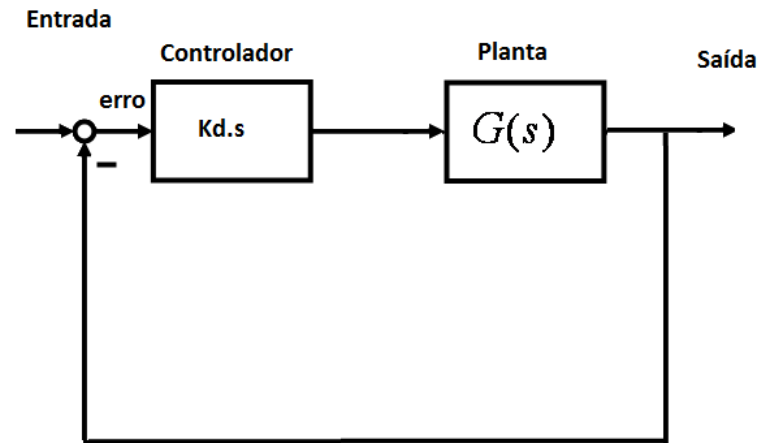 Entrada
Controlador
Planta
Saída
erro
Kd.s
G(s)
−